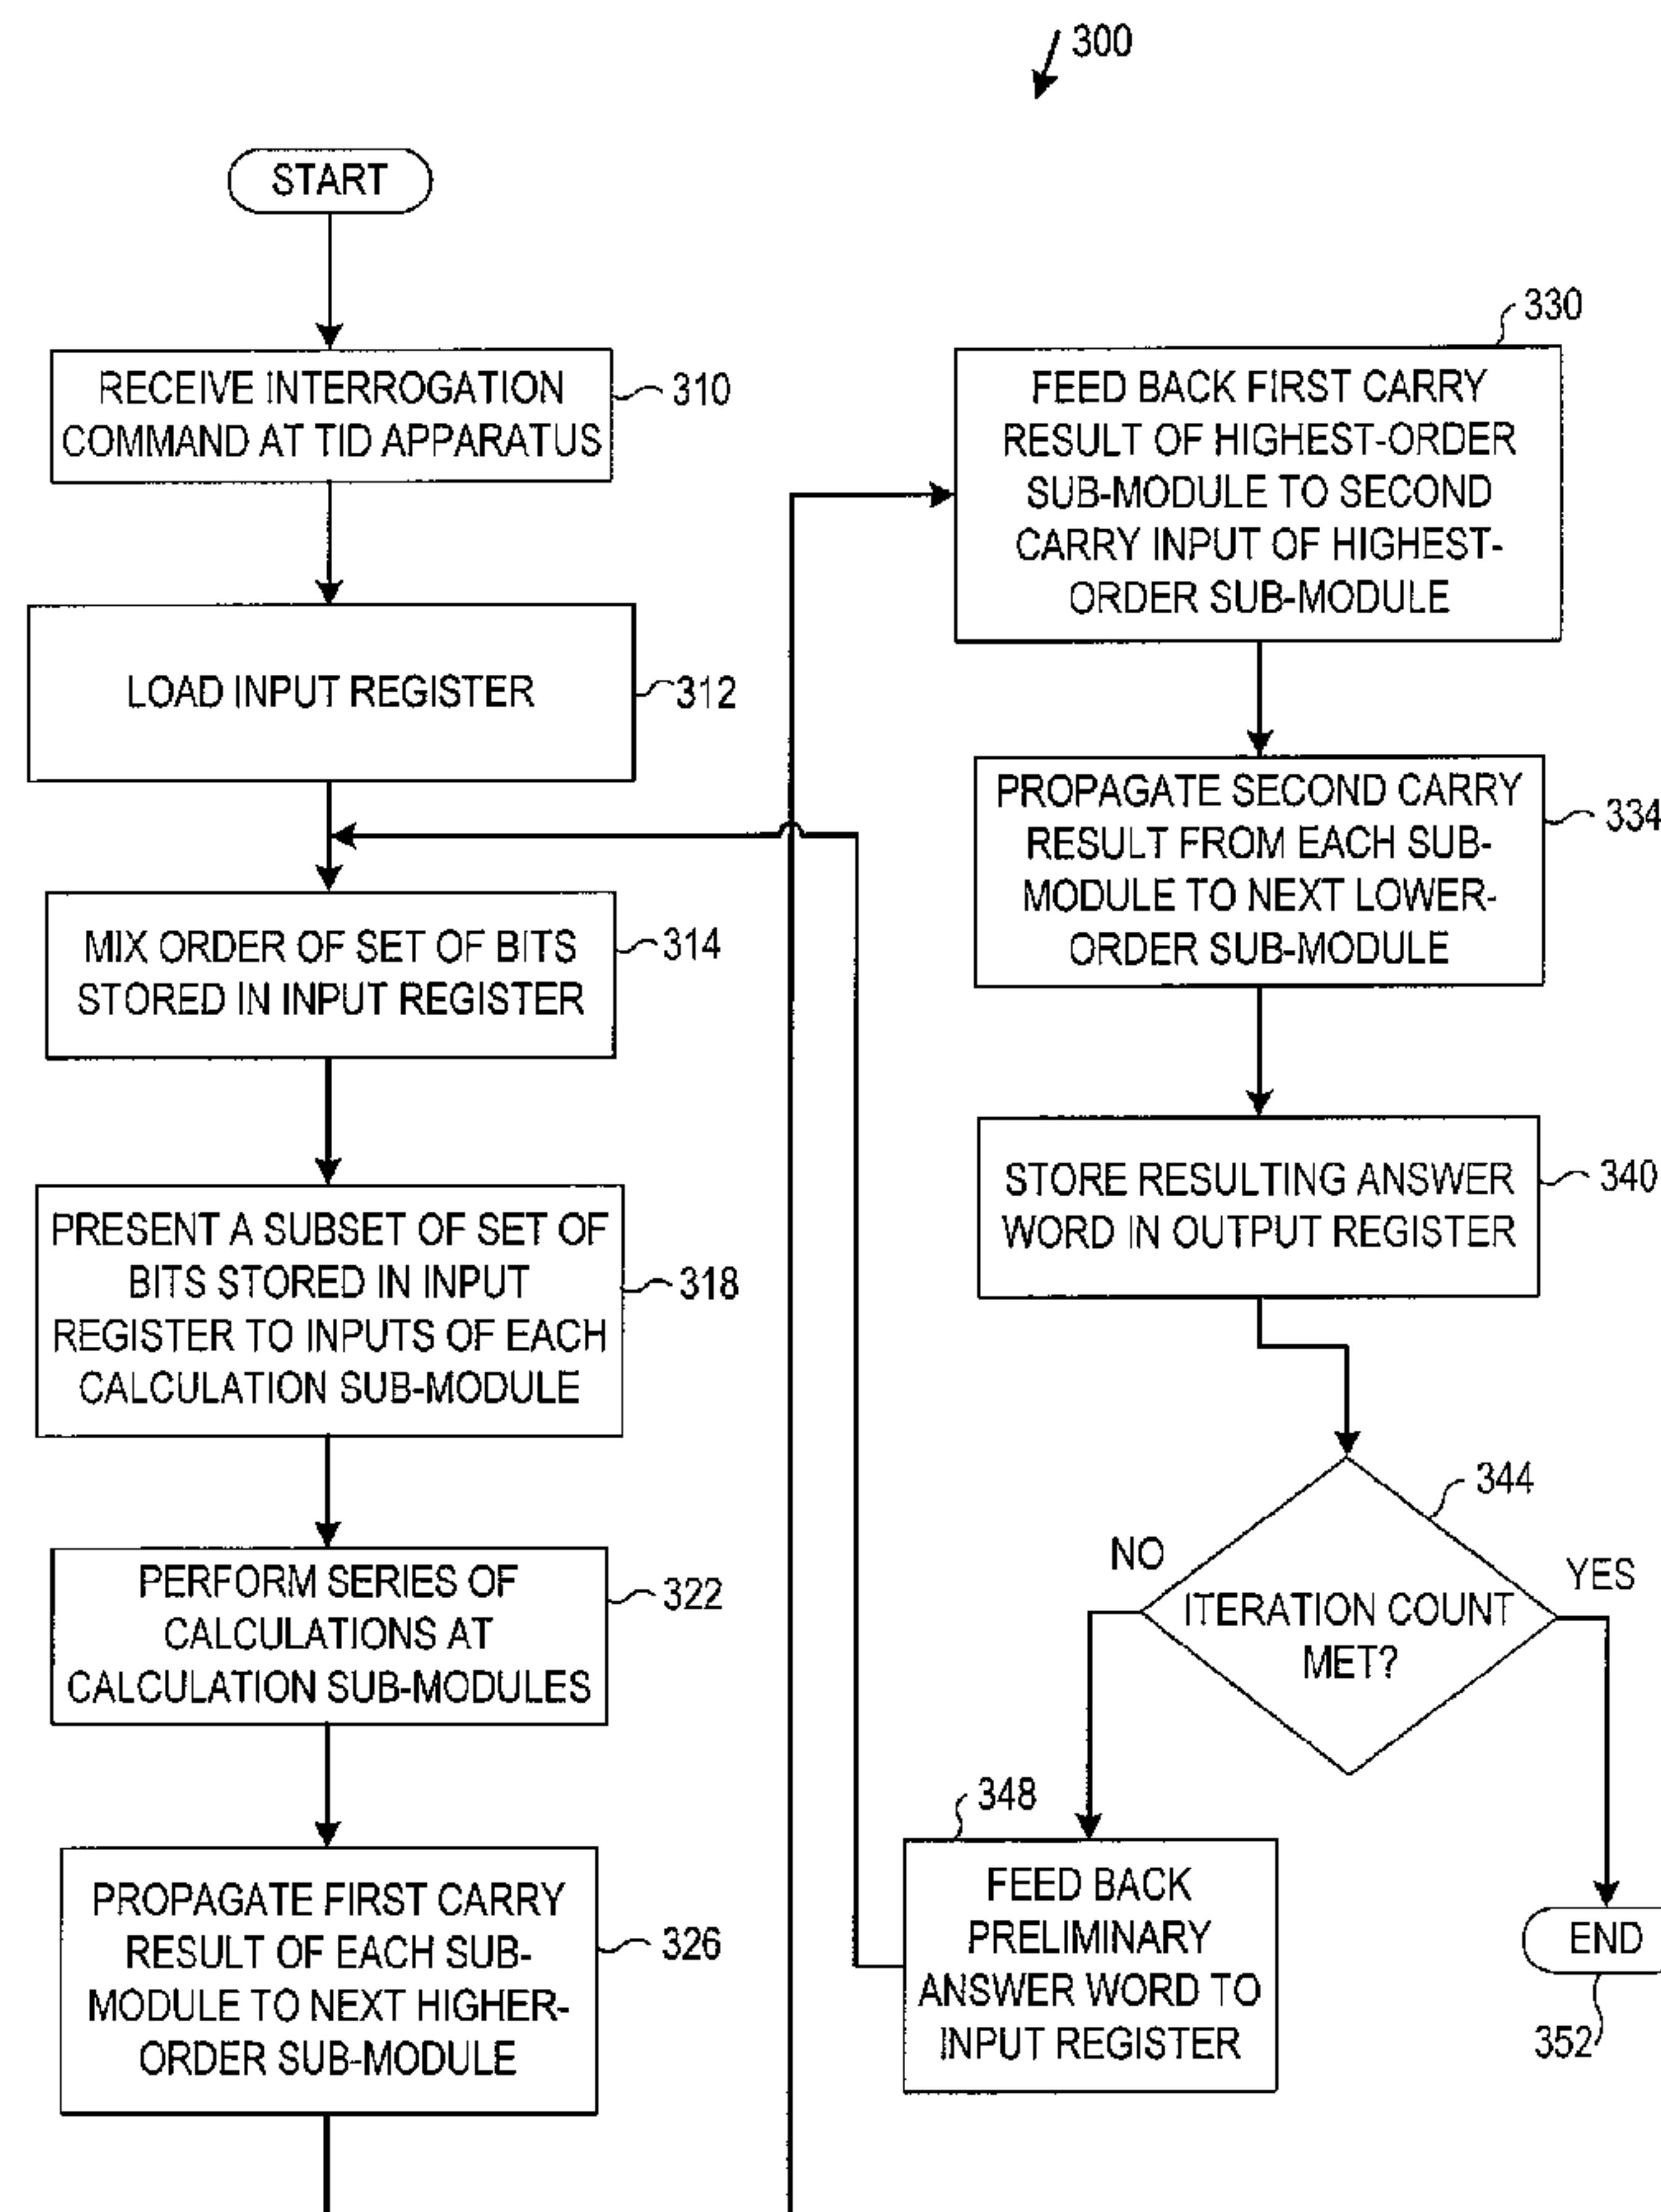 300
START
RECEIVE INTERROGATION
COMMAND AT TID APPARATUS
310
LOAD INPUT REGISTER
312
MIX ORDER OF SET OF BITS
STORED IN INPUT REGISTER
314
PRESENT A SUBSET OF SET OF
BITS STORED IN INPUT
REGISTER TO INPUTS OF EACH
CALCULATION SUB-MODULE
318
PERFORM SERIES OF
CALCULATIONS AT
CALCULATION SUB-MODULES
322
PROPAGATE FIRST CARRY
RESULT OF EACH SUB-
MODULE TO NEXT HIGHER-
ORDER SUB-MODULE
326
330
FEED BACK FIRST CARRY
RESULT OF HIGHEST-ORDER
SUB-MODULE TO SECOND
CARRY INPUT OF HIGHEST-
ORDER SUB-MODULE
PROPAGATE SECOND CARRY
RESULT FROM EACH SUB-
MODULE TO NEXT LOWER-
ORDER SUB-MODULE
334
STORE RESULTING ANSWER
WORD IN OUTPUT REGISTER
340
344
NO
YES
ITERATION COUNT
MET?
348
FEED BACK
PRELIMINARY
ANSWER WORD TO
INPUT REGISTER
END
352